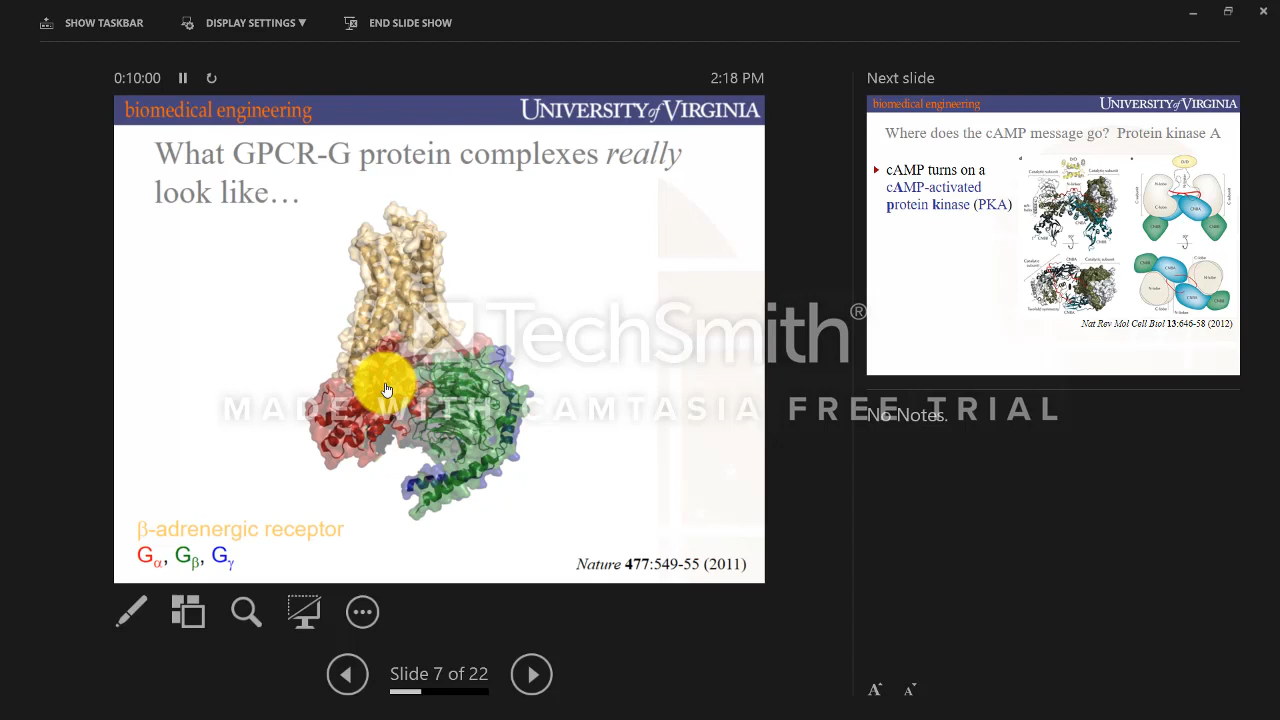 SHOW TASKBAR
DISPLAY SETTINGS ▼
END SLIDE SHOW
0:10:00
2:18 PM
biomedical engineering
UNIVERSITY of VIRGINIA
What GPCR-G protein complexes really
look like…
β-adrenergic receptor
Gα, Gβ, Gγ
Nature 477:549-55 (2011)
Slide 7 of 22
Next slide
biomedical engineering
UNIVERSITY of VIRGINIA
Where does the cAMP message go? Protein kinase A
cAMP turns on a
cAMP-activated
protein kinase (PKA)
Nat Rev Mol Cell Biol 13:646-58 (2012)
No Notes.
TechSmith®
MADE WITH CAMTASIA FREE TRIAL
A A